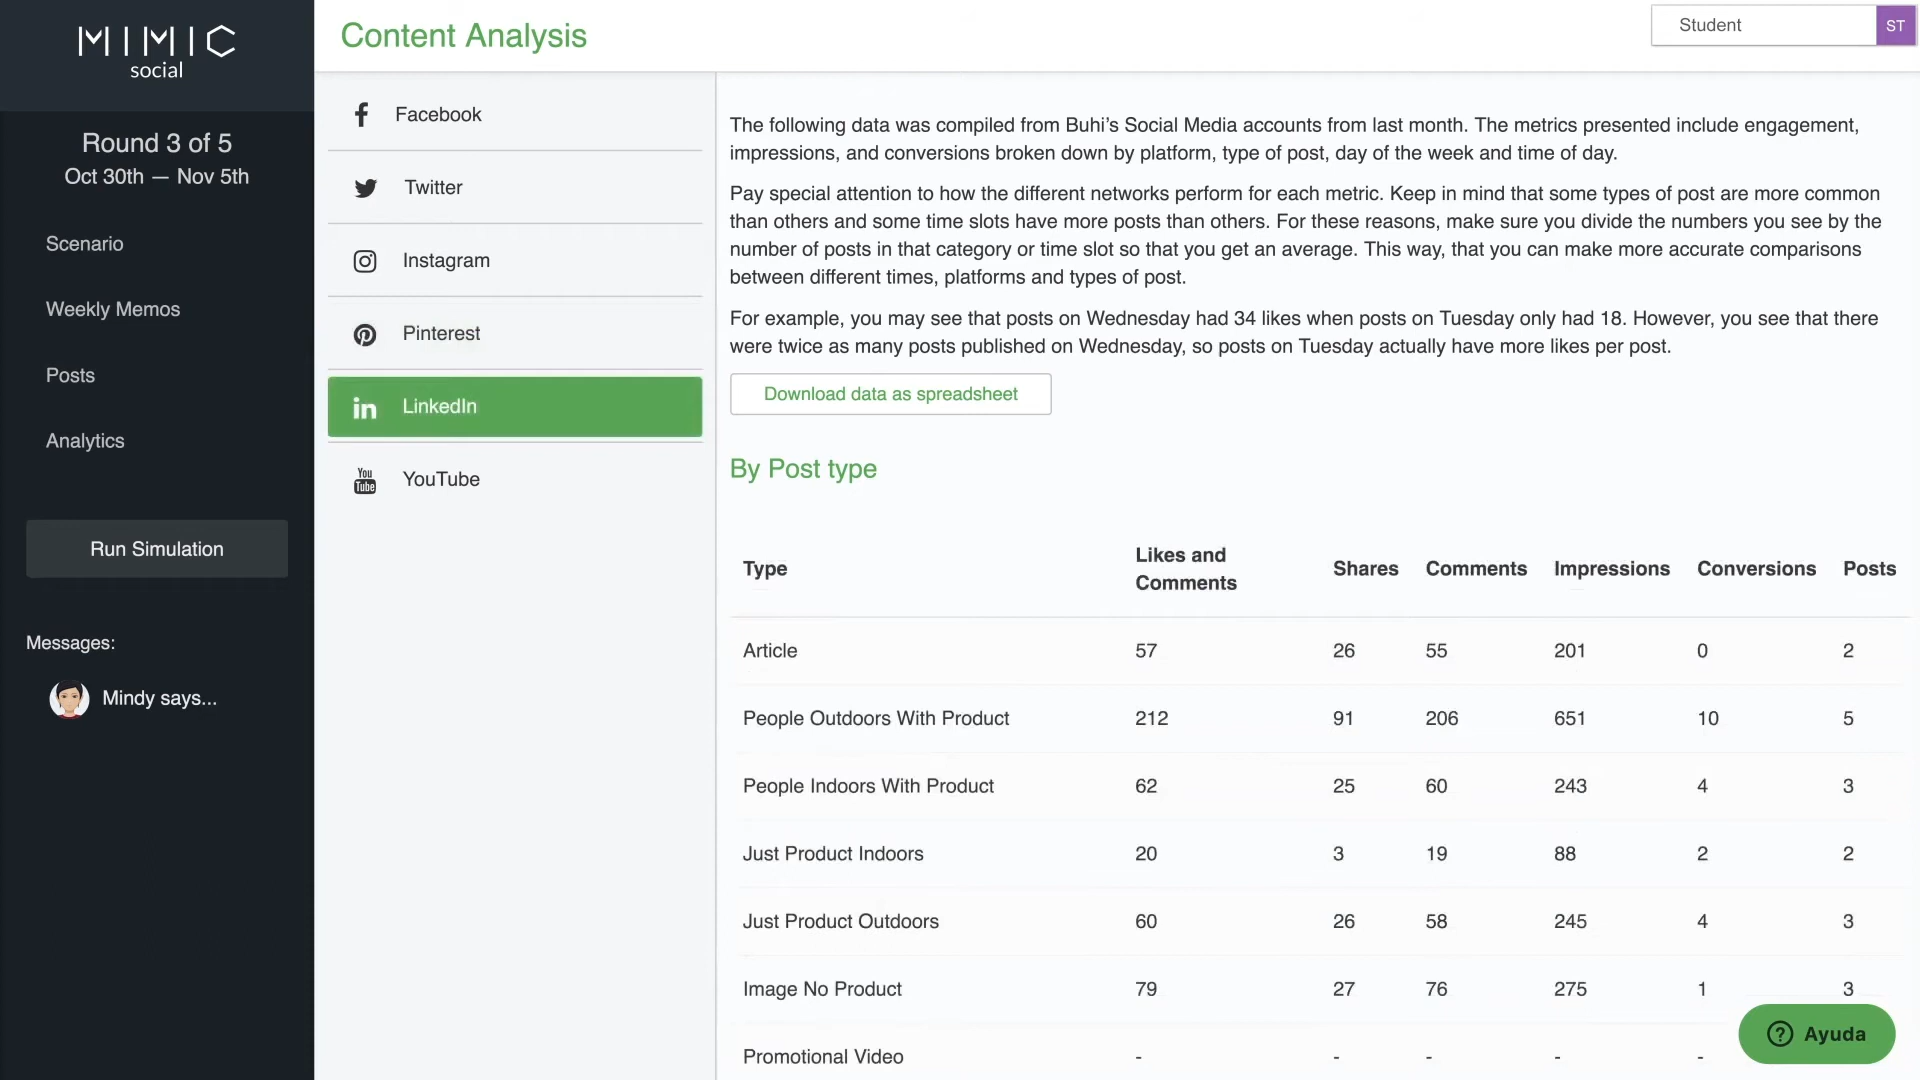 MIMIC
social
Round 3 of 5
Oct 30th — Nov 5th
Scenario
Weekly Memos
Posts
Analytics
Run Simulation
Messages:
Mindy says...
Content Analysis
Student
ST
Facebook
Twitter
Instagram
Pinterest
in LinkedIn
You
Tube
YouTube
The following data was compiled from Buhi’s Social Media accounts from last month. The metrics presented include engagement,
impressions, and conversions broken down by platform, type of post, day of the week and time of day.
Pay special attention to how the different networks perform for each metric. Keep in mind that some types of post are more common
than others and some time slots have more posts than others. For these reasons, make sure you divide the numbers you see by the
number of posts in that category or time slot so that you get an average. This way, that you can make more accurate comparisons
between different times, platforms and types of post.
For example, you may see that posts on Wednesday had 34 likes when posts on Tuesday only had 18. However, you see that there
were twice as many posts published on Wednesday, so posts on Tuesday actually have more likes per post.
Download data as spreadsheet
By Post type
Type Likes and Comments Shares Comments Impressions Conversions Posts
Article 57 26 55 201 0 2
People Outdoors With Product 212 91 206 651 10 5
People Indoors With Product 62 25 60 243 4 3
Just Product Indoors 20 3 19 88 2 2
Just Product Outdoors 60 26 58 245 4 3
Image No Product 79 27 76 275 1 3
Promotional Video - - - - -
? Ayuda